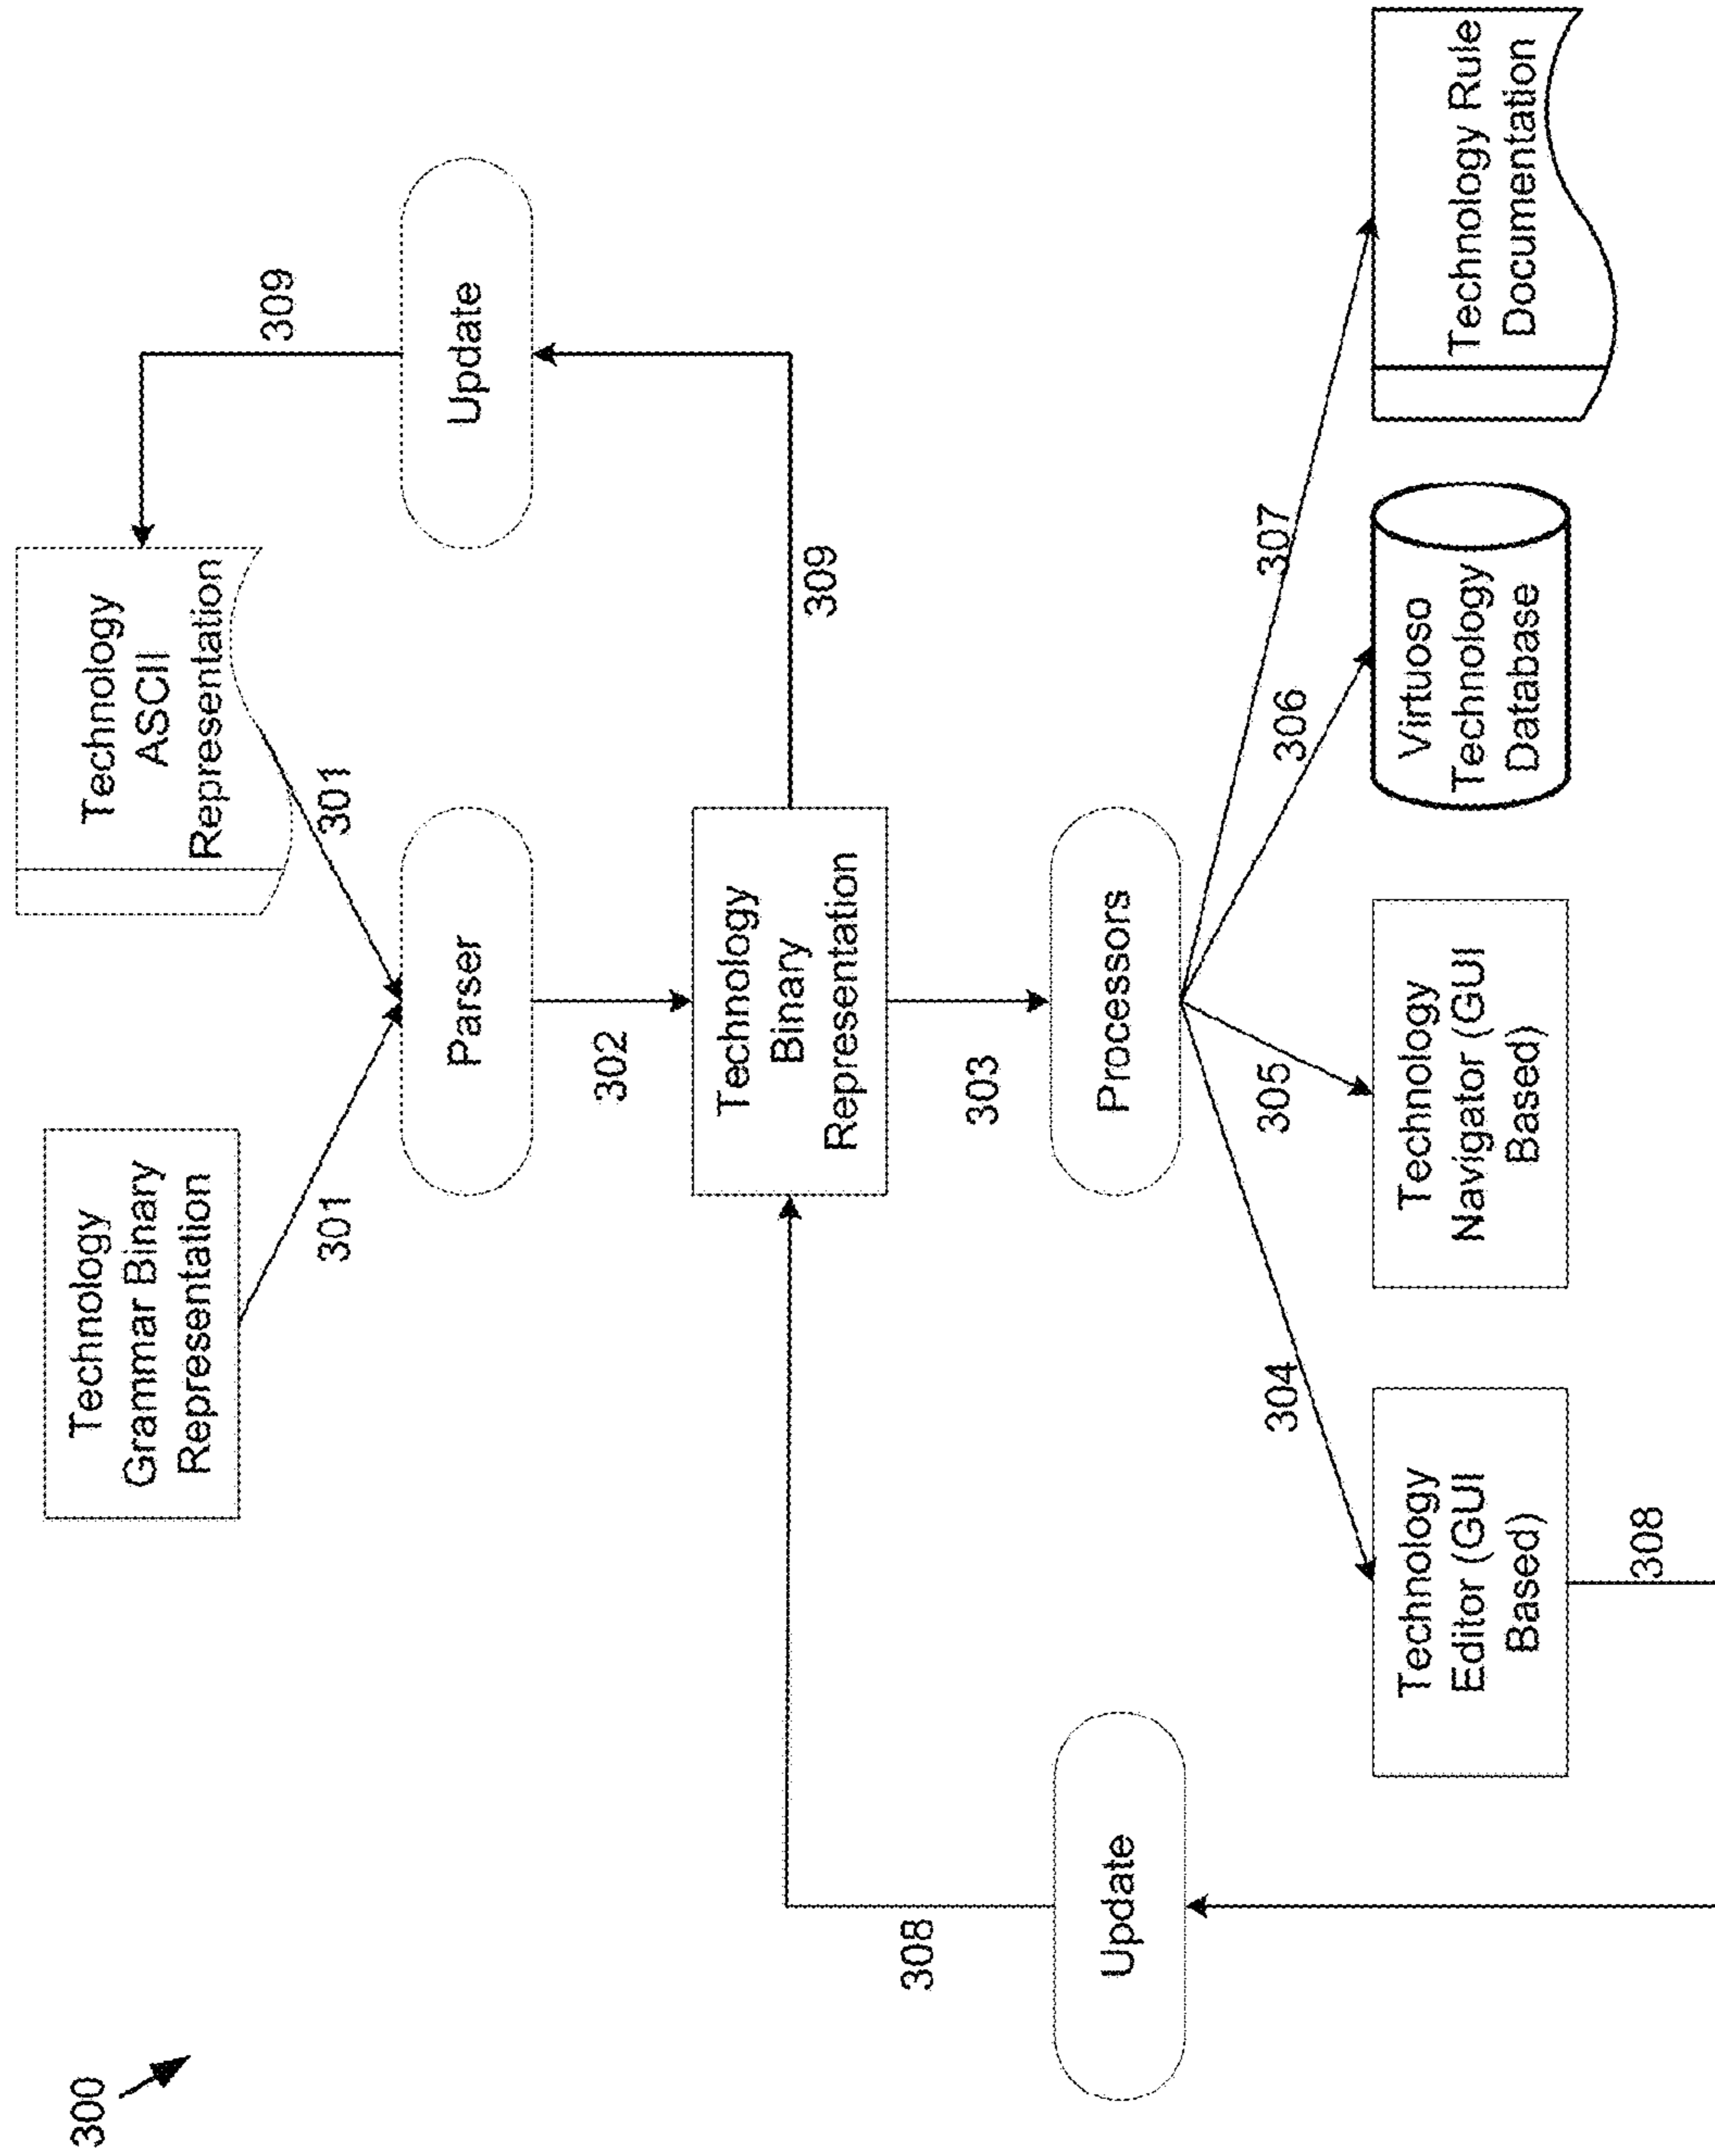 300
Technology
Grammar Binary
Representation
Technology
ASCII
Representation
301
301
309
Parser
Update
302
308
Technology
Binary
Representation
309
303
Update
Processors
304
305
306
307
Technology
Editor (GUI
Based)
Technology
Navigator (GUI
Based)
Virtuoso
Technology
Database
Technology Rule
Documentation
308